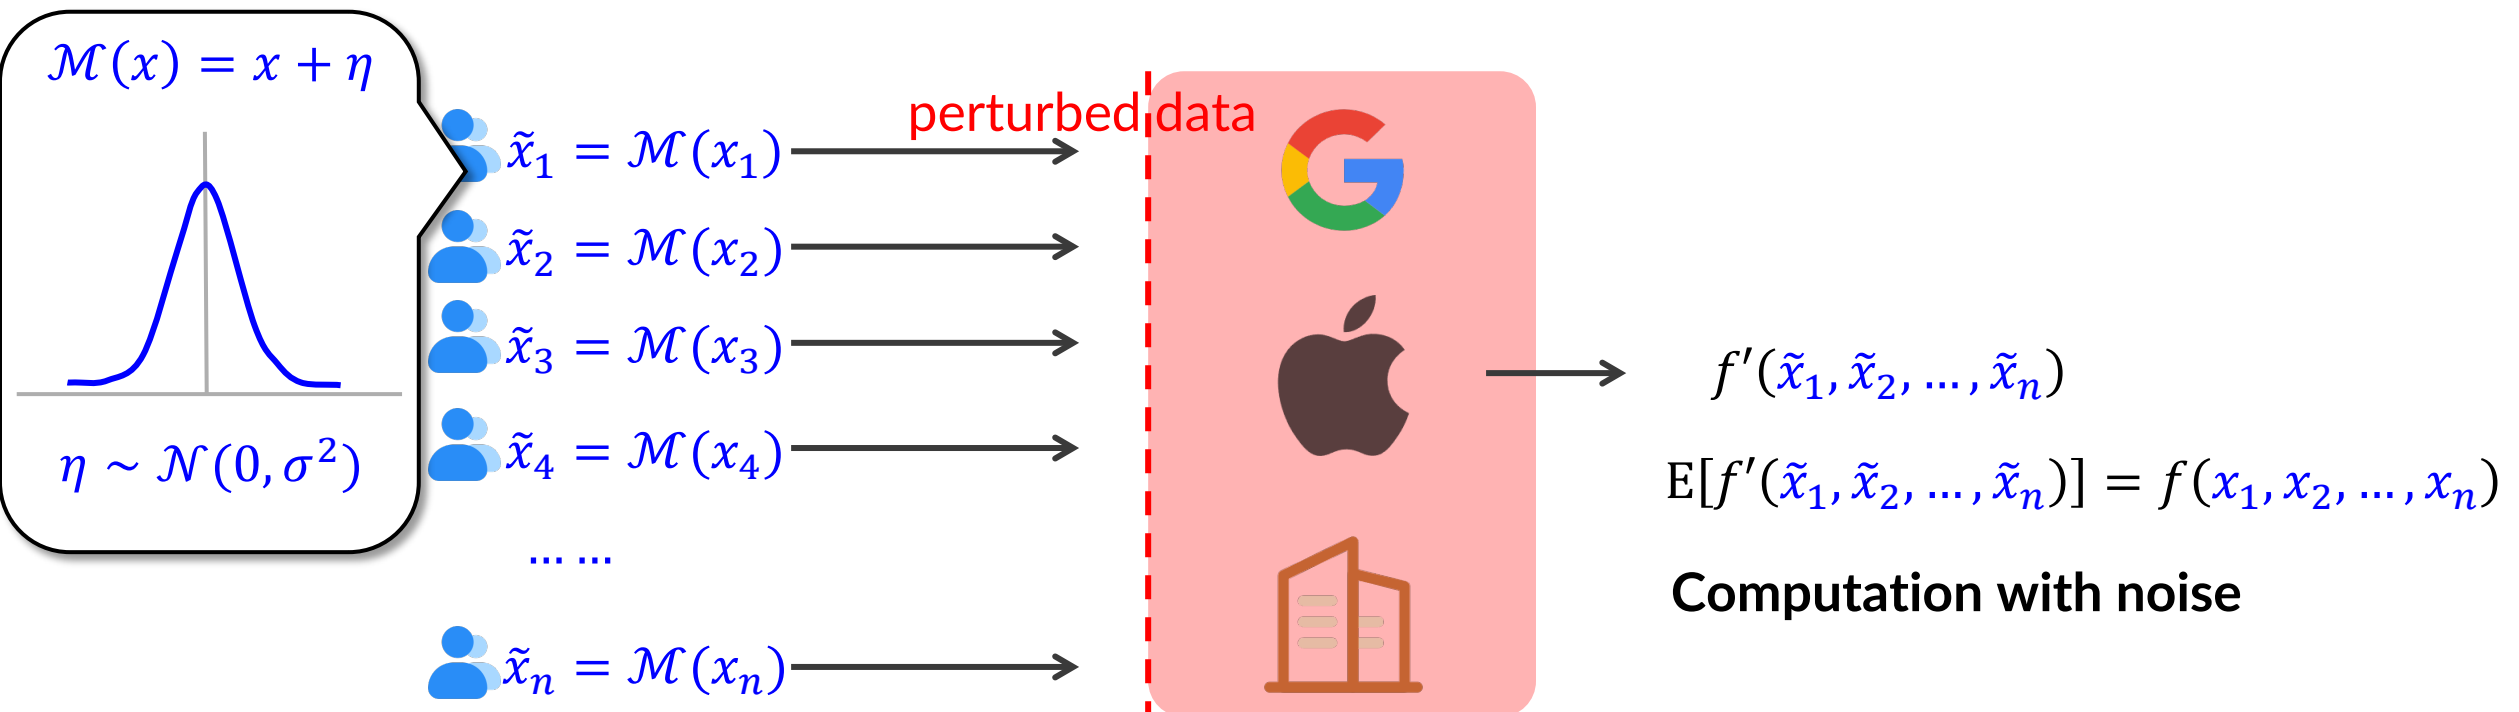 ℳ(x) = x + η
η ~ 𝒩(0, σ²)
x̃₁ = ℳ(x₁)
x̃₂ = ℳ(x₂)
x̃₃ = ℳ(x₃)
x̃₄ = ℳ(x₄)
… …
x̃ₙ = ℳ(xₙ)
perturbed data
f′(x̃₁, x̃₂, … , x̃ₙ)
E[f′(x̃₁, x̃₂, … , x̃ₙ)] = f(x₁, x₂, … , xₙ)
Computation with noise